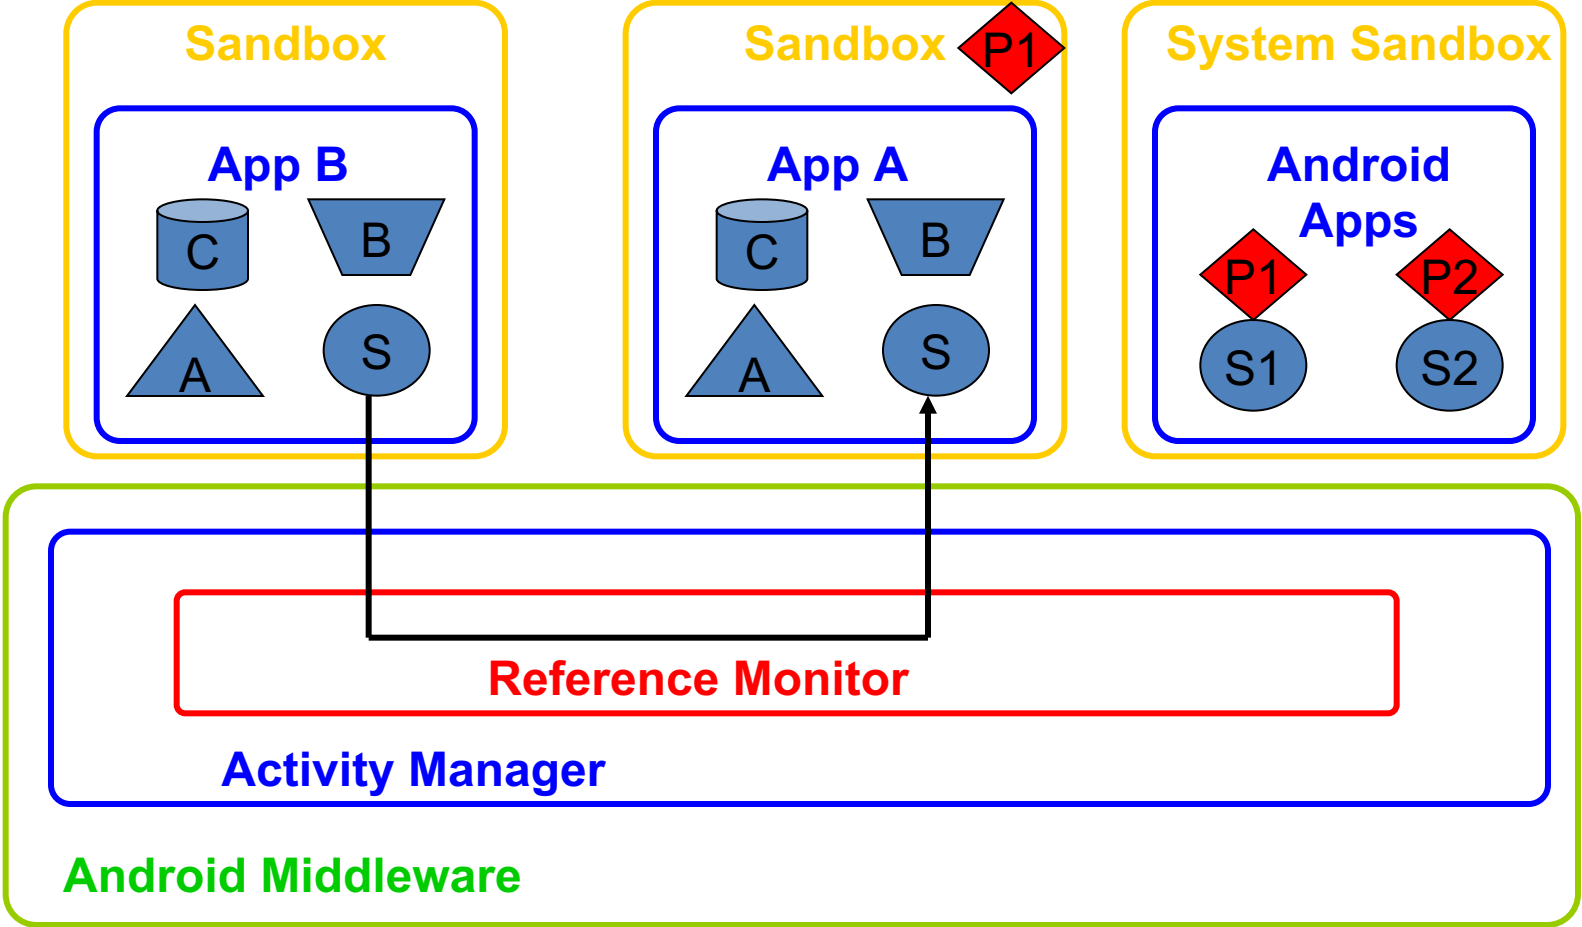 Sandbox
App B
C
B
A
S
Sandbox
P1
App A
C
B
A
S
System Sandbox
Android
Apps
P1
P2
S1
S2
Reference Monitor
Activity Manager
Android Middleware